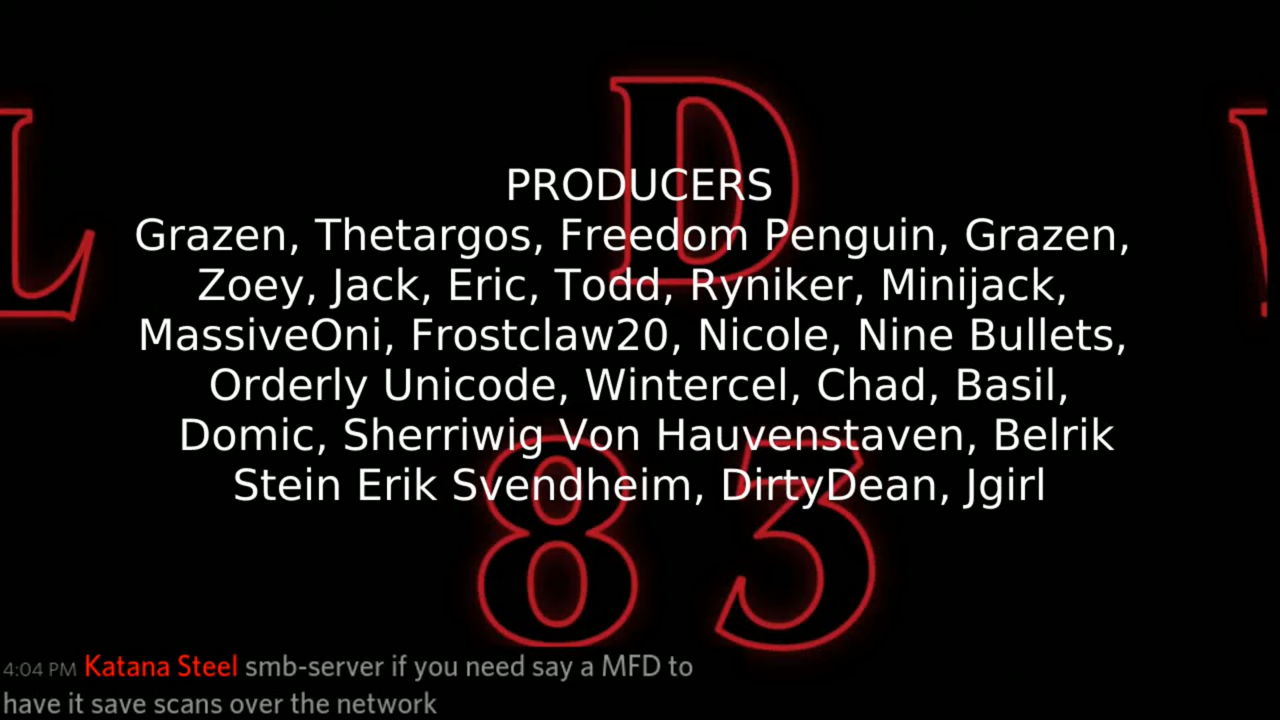 L D W
PRODUCERS
Grazen, Thetargos, Freedom Penguin, Grazen,
Zoey, Jack, Eric, Todd, Ryniker, Minijack,
MassiveOni, Frostclaw20, Nicole, Nine Bullets,
Orderly Unicode, Wintercel, Chad, Basil,
Domic, Sherriwig Von Hauvenstaven, Belrik
Stein Erik Svendheim, DirtyDean, Jgirl
83
4:04 PM Katana Steel smb-server if you need say a MFD to
have it save scans over the network